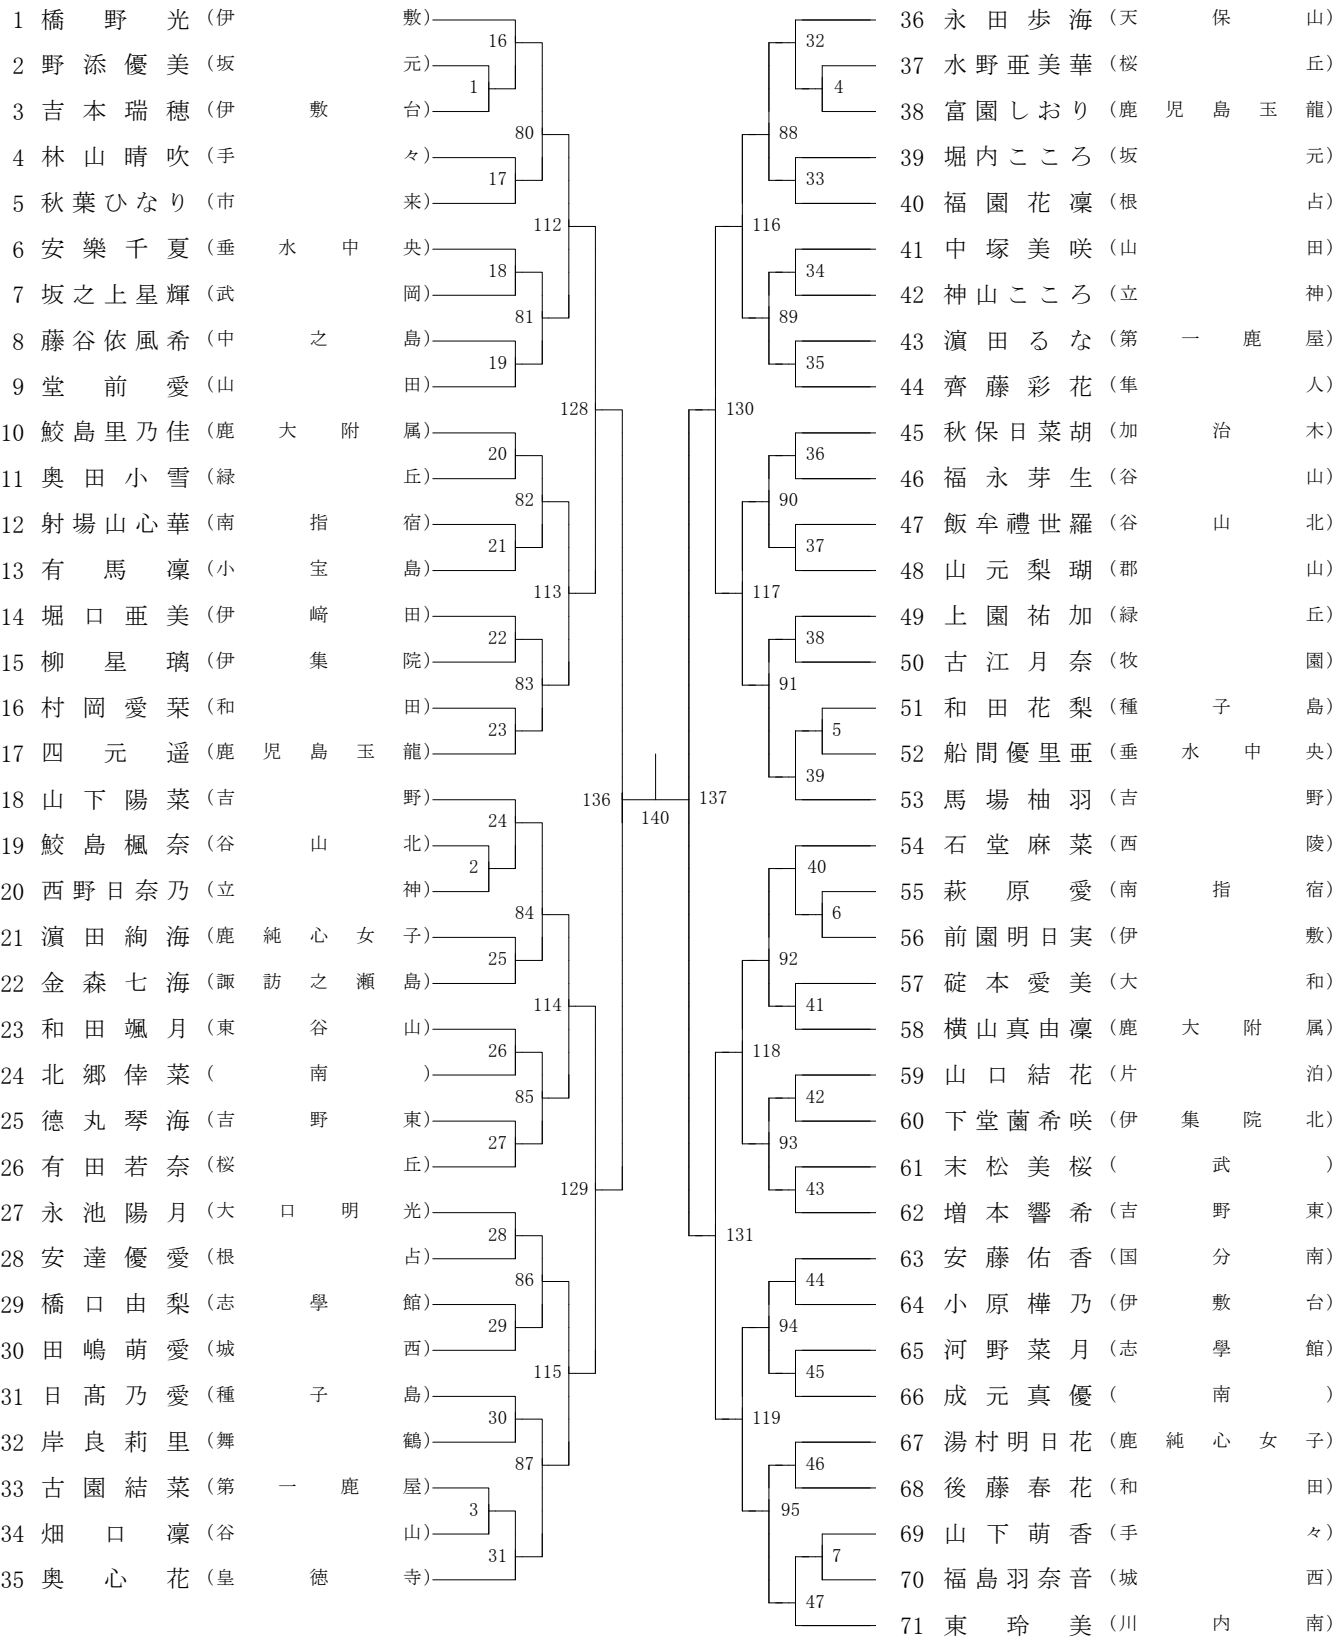 1 橋野光 (伊敷)
2 野添優美 (坂元)
3 吉本瑞穂 (伊敷台)
4 林山晴吹 (手々)
5 秋葉ひなり (市来)
6 安樂千夏 (垂水中央)
7 坂之上星輝 (武岡)
8 藤谷依風希 (中之島)
9 堂前愛 (山田)
10 鮫島里乃佳 (鹿大附属)
11 奥田小雪 (緑丘)
12 射場山心華 (南指宿)
13 有馬凜 (小宝島)
14 堀口亜美 (伊﨑田)
15 柳星璃 (伊集院)
16 村岡愛栞 (和田)
17 四元遥 (鹿児島玉龍)
18 山下陽菜 (吉野)
19 鮫島楓奈 (谷山北)
20 西野日奈乃 (立神)
21 濵田絢海 (鹿純心女子)
22 金森七海 (諏訪之瀬島)
23 和田颯月 (東谷山)
24 北郷倖菜 (南)
25 德丸琴海 (吉野東)
26 有田若奈 (桜丘)
27 永池陽月 (大口明光)
28 安達優愛 (根占)
29 橋口由梨 (志學館)
30 田嶋萌愛 (城西)
31 日髙乃愛 (種子島)
32 岸良莉里 (舞鶴)
33 古園結菜 (第一鹿屋)
34 畑口凜 (谷山)
35 奥心花 (皇徳寺)
16
1
80
17
112
18
81
19
128
20
82
21
113
22
83
23
136
24
2
84
25
114
26
85
27
129
28
86
29
115
30
87
3
31
140
32
4
88
33
116
34
89
35
130
36
90
37
117
38
91
5
39
137
40
6
92
41
118
42
93
43
131
44
94
45
119
46
95
7
47
36 永田歩海 (天保山)
37 水野亜美華 (桜丘)
38 富園しおり (鹿児島玉龍)
39 堀内こころ (坂元)
40 福園花凜 (根占)
41 中塚美咲 (山田)
42 神山こころ (立神)
43 濵田るな (第一鹿屋)
44 齊藤彩花 (隼人)
45 秋保日菜胡 (加治木)
46 福永芽生 (谷山)
47 飯牟禮世羅 (谷山北)
48 山元梨瑚 (郡山)
49 上園祐加 (緑丘)
50 古江月奈 (牧園)
51 和田花梨 (種子島)
52 船間優里亜 (垂水中央)
53 馬場柚羽 (吉野)
54 石堂麻菜 (西陵)
55 萩原愛 (南指宿)
56 前園明日実 (伊敷)
57 碇本愛美 (大和)
58 横山真由凜 (鹿大附属)
59 山口結花 (片泊)
60 下堂薗希咲 (伊集院北)
61 末松美桜 (武)
62 増本響希 (吉野東)
63 安藤佑香 (国分南)
64 小原樺乃 (伊敷台)
65 河野菜月 (志學館)
66 成元真優 (南)
67 湯村明日花 (鹿純心女子)
68 後藤春花 (和田)
69 山下萌香 (手々)
70 福島羽奈音 (城西)
71 東玲美 (川内南)